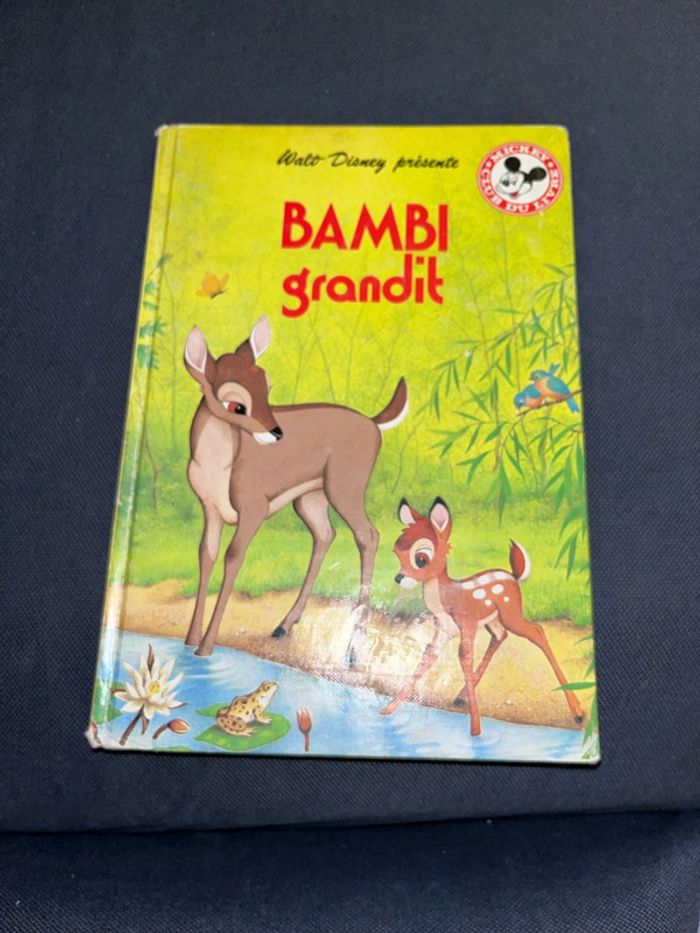 Walt Disney présente
MICKEY
CLUB DU LIVRE
BAMBI
grandit